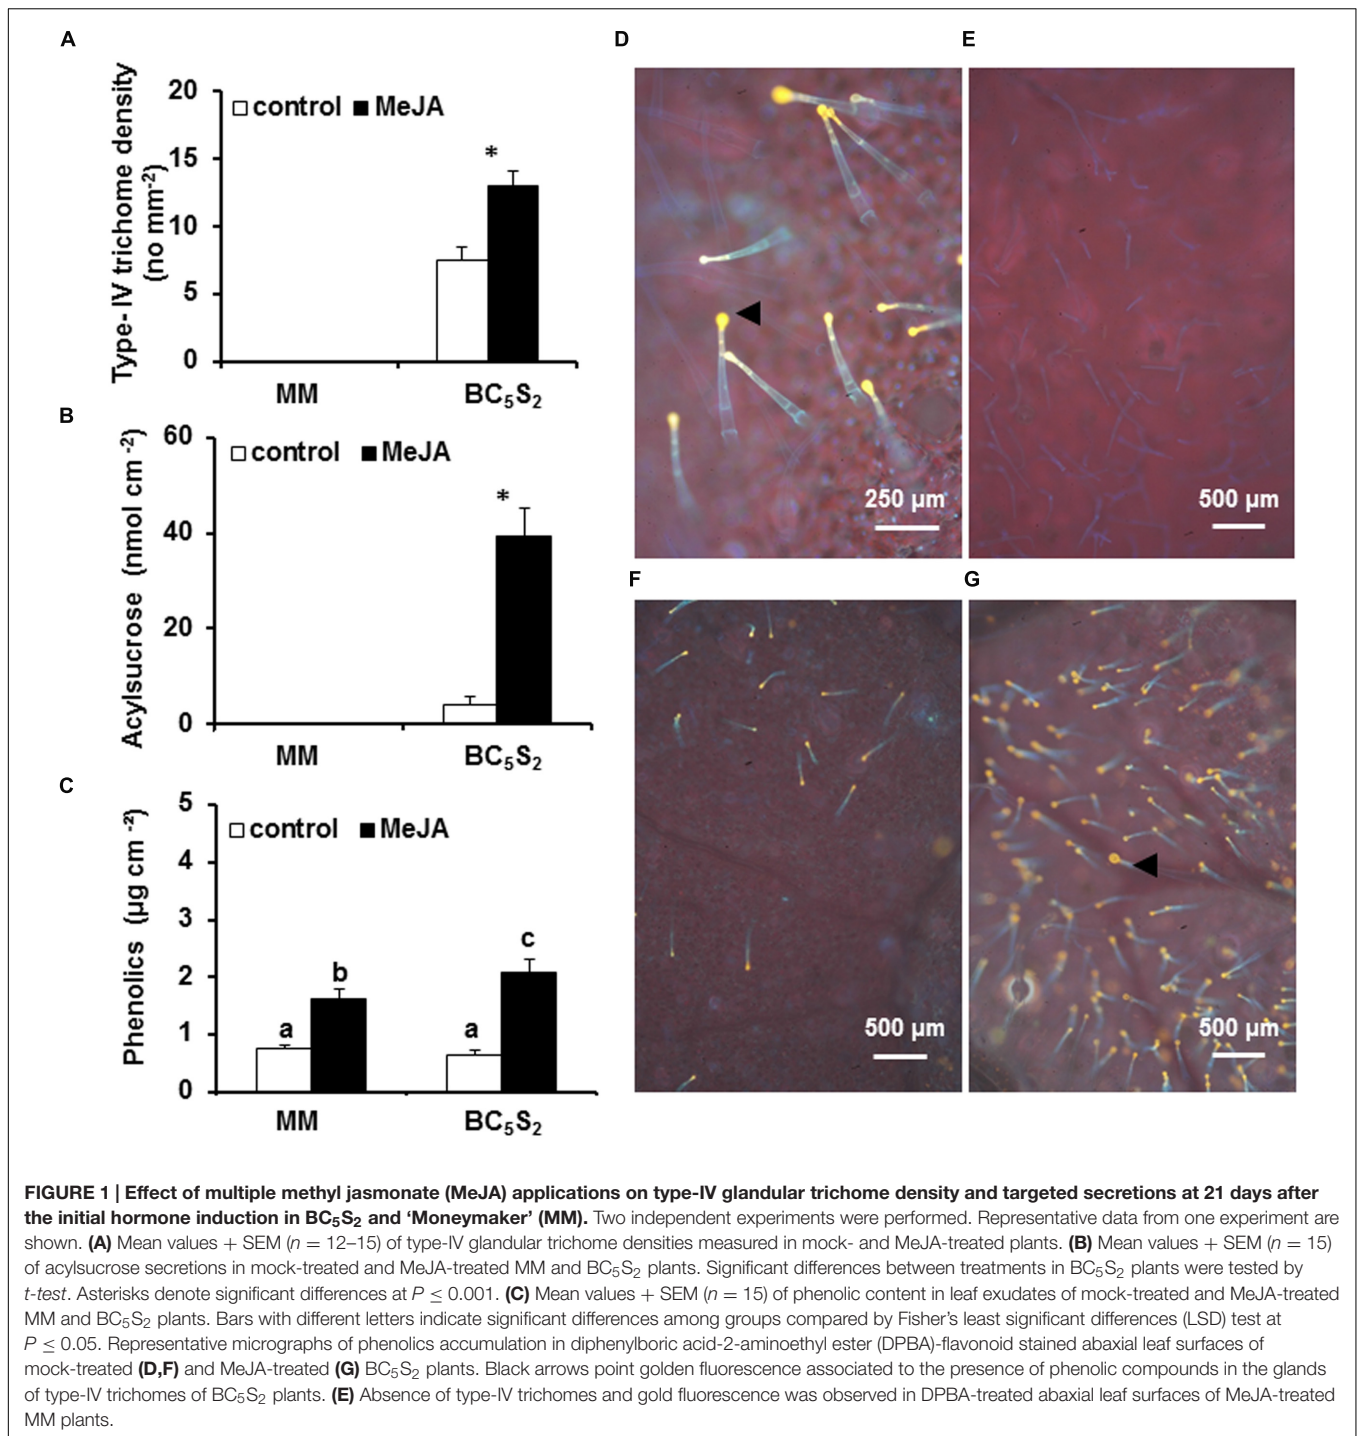 A
Type- IV trichome density
(no mm-2)
20
15
10
5
0
control MeJA
*
MM BC5S2
B
Acylsucrose (nmol cm-2)
60
40
20
0
control MeJA
*
MM BC5S2
C
Phenolics (µg cm-2)
5
4
3
2
1
0
control MeJA
a b a c
MM BC5S2
D
250 µm
E
500 µm
F
500 µm
G
500 µm
FIGURE 1 | Effect of multiple methyl jasmonate (MeJA) applications on type-IV glandular trichome density and targeted secretions at 21 days after
the initial hormone induction in BC5S2 and ‘Moneymaker’ (MM). Two independent experiments were performed. Representative data from one experiment are
shown. (A) Mean values + SEM (n = 12–15) of type-IV glandular trichome densities measured in mock- and MeJA-treated plants. (B) Mean values + SEM (n = 15)
of acylsucrose secretions in mock-treated and MeJA-treated MM and BC5S2 plants. Significant differences between treatments in BC5S2 plants were tested by
t-test. Asterisks denote significant differences at P ≤ 0.001. (C) Mean values + SEM (n = 15) of phenolic content in leaf exudates of mock-treated and MeJA-treated
MM and BC5S2 plants. Bars with different letters indicate significant differences among groups compared by Fisher’s least significant differences (LSD) test at
P ≤ 0.05. Representative micrographs of phenolics accumulation in diphenylboric acid-2-aminoethyl ester (DPBA)-flavonoid stained abaxial leaf surfaces of
mock-treated (D,F) and MeJA-treated (G) BC5S2 plants. Black arrows point golden fluorescence associated to the presence of phenolic compounds in the glands
of type-IV trichomes of BC5S2 plants. (E) Absence of type-IV trichomes and gold fluorescence was observed in DPBA-treated abaxial leaf surfaces of MeJA-treated
MM plants.